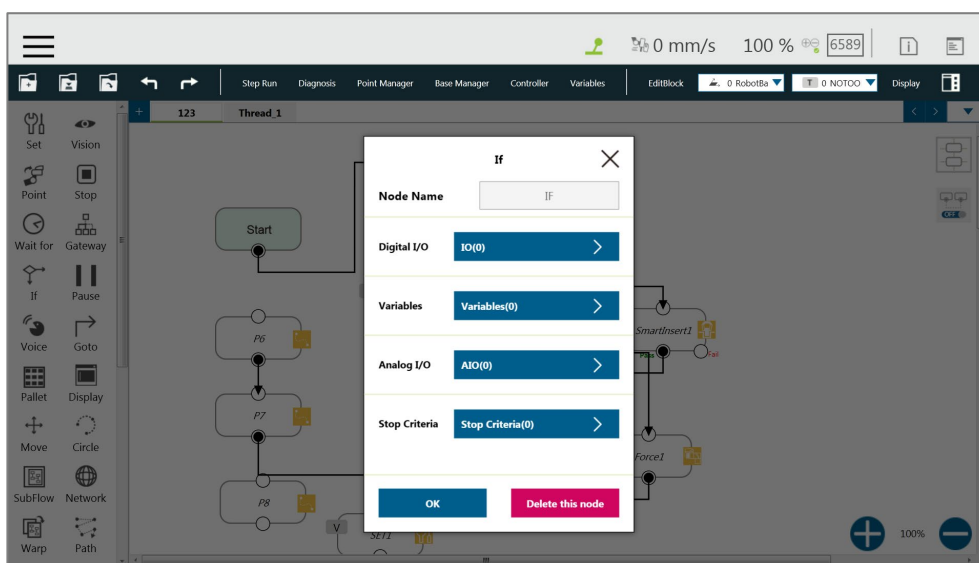 0 mm/s 100 % 6589
Step Run Diagnosis Point Manager Base Manager Controller Variables EditBlock 0 RobotBa T 0 NOTOO Display
+ 123 Thread_1
Set Vision
Point Stop
Wait for Gateway
If Pause
Voice Goto
Pallet Display
Move Circle
SubFlow Network
Warp Path
Start
P6
P7
P8
V
SET1
If
Node Name IF
Digital I/O IO(0)
Variables Variables(0)
Analog I/O AIO(0)
Stop Criteria Stop Criteria(0)
OK Delete this node
SmartInsert1
Pass Fail
Force1
OFF
100%